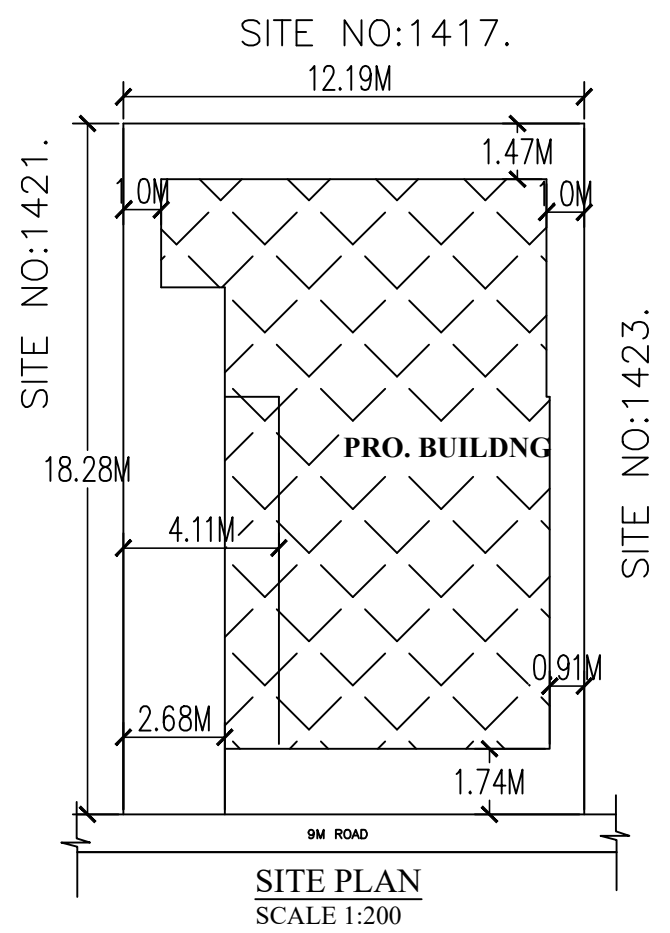 SITE NO:1417.
12.19M
1.47M
1.0M
1.0M
SITE NO:1421.
SITE NO:1423.
PRO. BUILDNG
18.28M
4.11M
0.91M
2.68M
1.74M
9M ROAD
SITE PLAN
SCALE 1:200